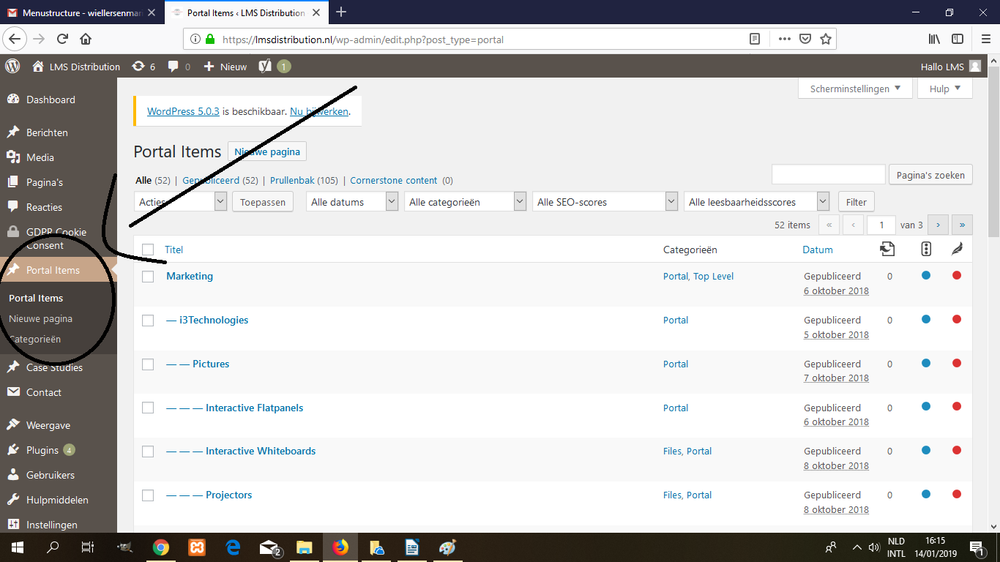 Menustructure - wiellersenmari
Portal Items ‹ LMS Distribution
https://lmsdistribution.nl/wp-admin/edit.php?post_type=portal
LMS Distribution 6 0 Nieuw 1 Hallo LMS
Dashboard
Berichten
Media
Pagina's
Reacties
GDPR Cookie
Consent
Portal Items
Portal Items
Nieuwe pagina
Categorieën
Case Studies
Contact
Weergave
Plugins 4
Gebruikers
Hulpmiddelen
Instellingen
Scherminstellingen Hulp
WordPress 5.0.3 is beschikbaar. Nu bijwerken.
Portal Items Nieuwe pagina
Alle (52) | Gepubliceerd (52) | Prullenbak (105) | Cornerstone content (0)
Pagina's zoeken
Acties Toepassen Alle datums Alle categorieën Alle SEO-scores Alle leesbaarheidsscores Filter
52 items « ‹ 1 van 3 › »
Titel Categorieën Datum
Marketing Portal, Top Level Gepubliceerd 0
6 oktober 2018
— i3Technologies Portal Gepubliceerd 0
5 oktober 2018
— — Pictures Portal Gepubliceerd 0
7 oktober 2018
— — — Interactive Flatpanels Portal Gepubliceerd 0
6 oktober 2018
— — — Interactive Whiteboards Files, Portal Gepubliceerd 0
8 oktober 2018
— — — Projectors Files, Portal Gepubliceerd 0
8 oktober 2018
2
NLD 16:15
INTL 14/01/2019 1